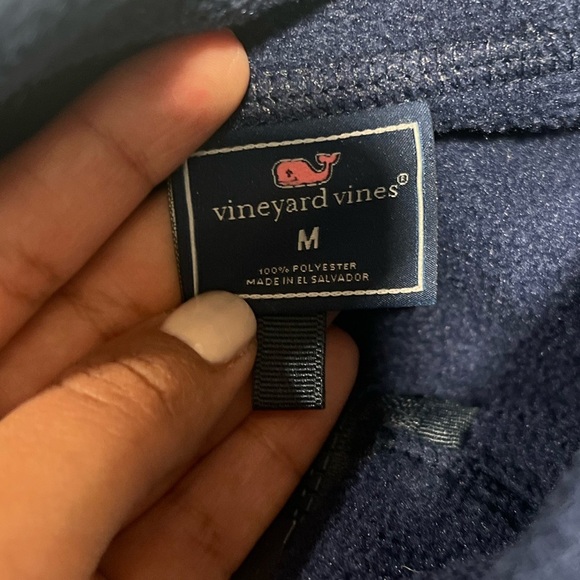 vineyard vines®
M
100% POLYESTER
MADE IN EL SALVADOR